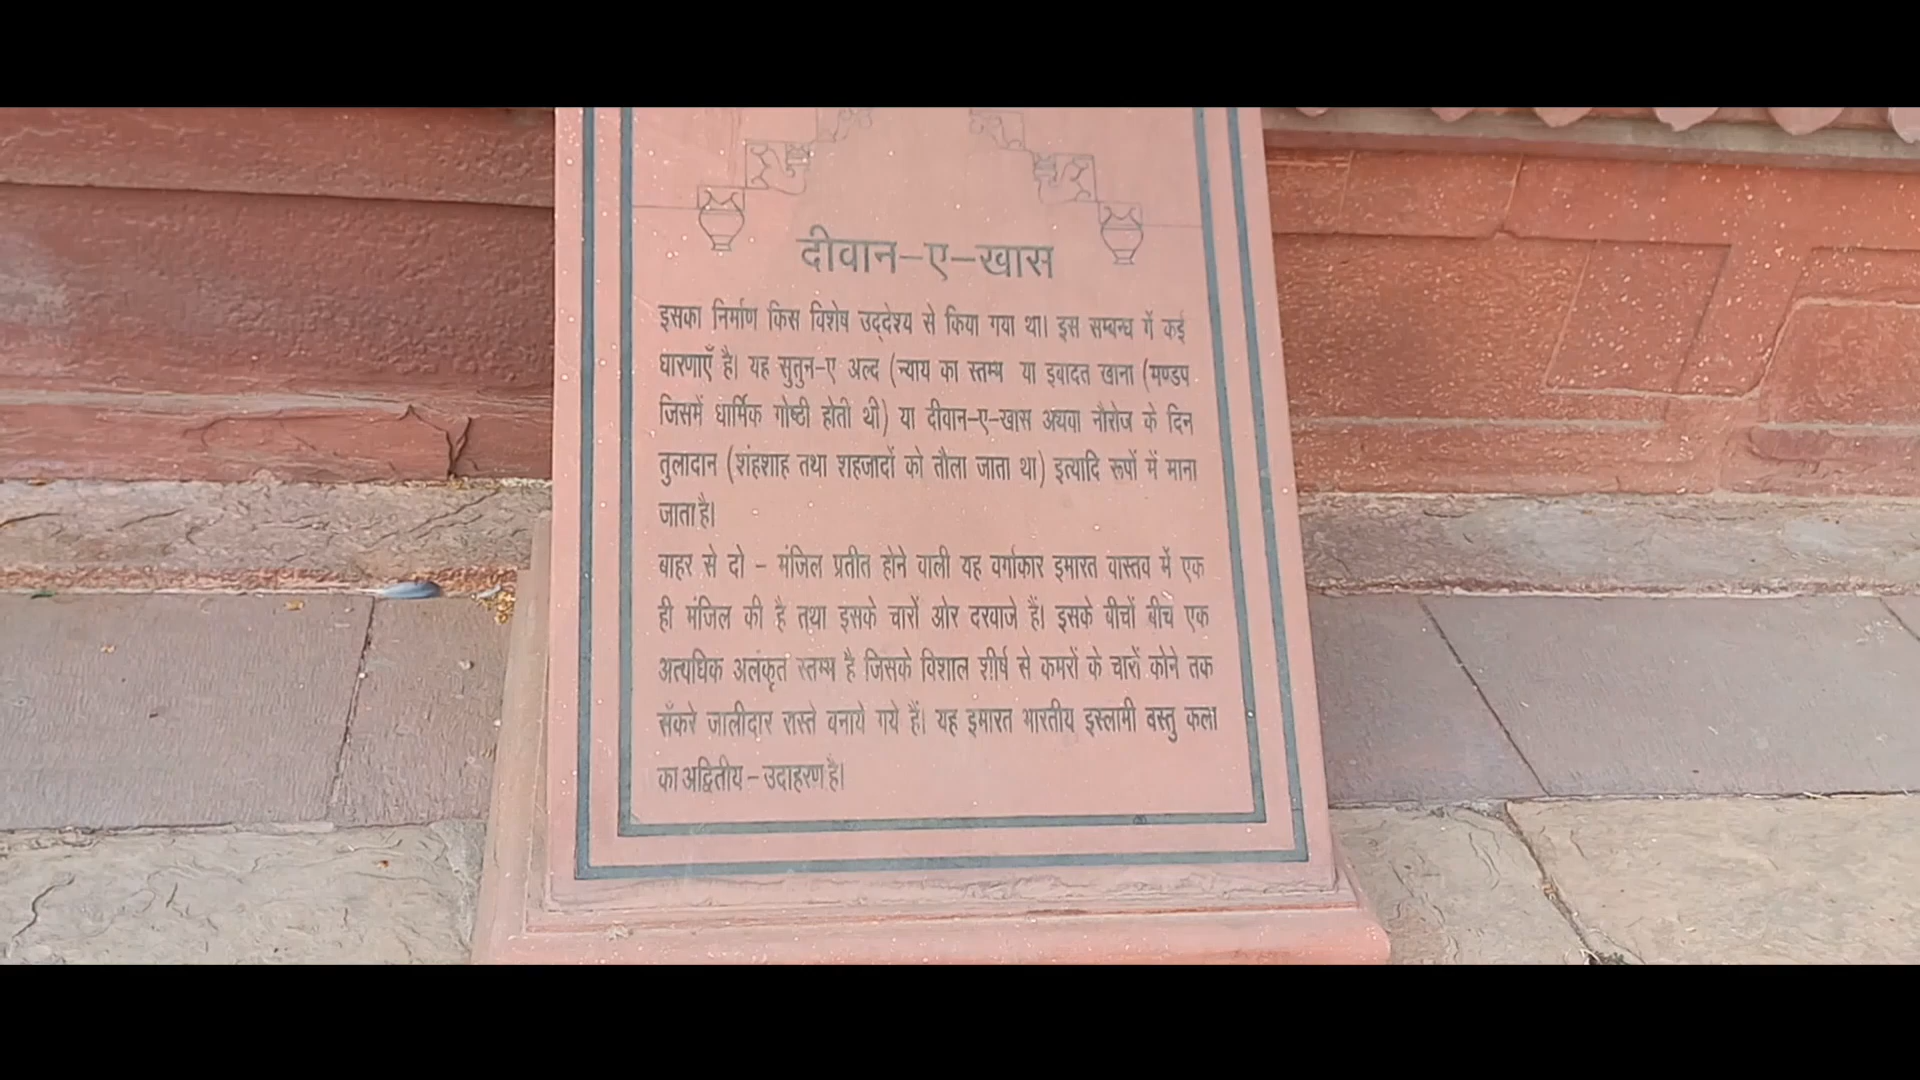 दीवान–ए–खास
इसका निर्माण किस विशेष उद्देश्य से किया गया था। इस सम्बन्ध में कई
धारणाएँ है। यह सुतुन–ए अल्द (न्याय का स्तम्भ या इबादत खाना (मण्डप
जिसमें धार्मिक गोष्ठी होती थी) या दीवान–ए–खास अथवा नौरोज के दिन
तुलादान (शंहशाह तथा शहजादों को तौला जाता था) इत्यादि रूपों में माना
जाता है।
बाहर से दो – मंजिल प्रतीत होने वाली यह वर्गाकार इमारत वास्तव में एक
ही मंजिल की है तथा इसके चारों ओर दरवाजे हैं। इसके बीचों बीच एक
अत्यधिक अलंकृत स्तम्भ है जिसके विशाल शीर्ष से कमरों के चारों कोने तक
सँकरे जालीदार रास्ते बनाये गये हैं। यह इमारत भारतीय इस्लामी वस्तु कला
का अद्वितीय – उदाहरण है।